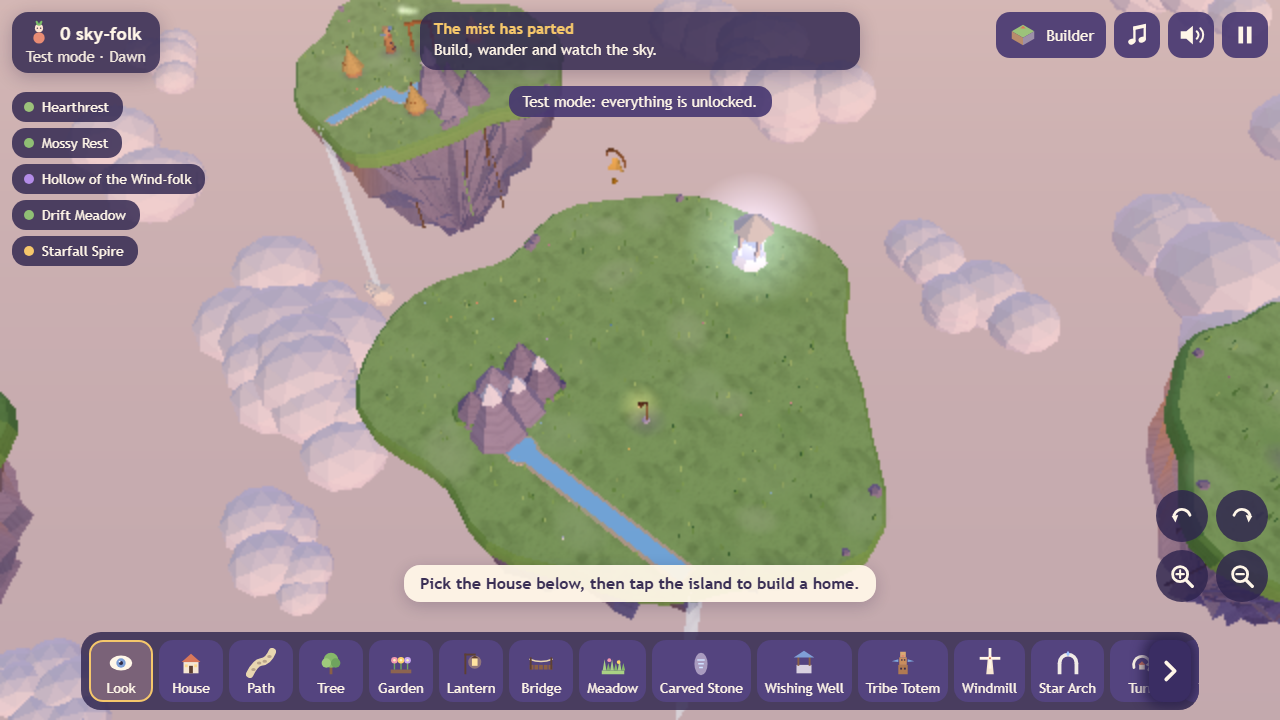 0 sky-folk
Test mode · Dawn
The mist has parted
Build, wander and watch the sky.
Builder
Test mode: everything is unlocked.
Hearthrest
Mossy Rest
Hollow of the Wind-folk
Drift Meadow
Starfall Spire
Pick the House below, then tap the island to build a home.
Look
House
Path
Tree
Garden
Lantern
Bridge
Meadow
Carved Stone
Wishing Well
Tribe Totem
Windmill
Star Arch